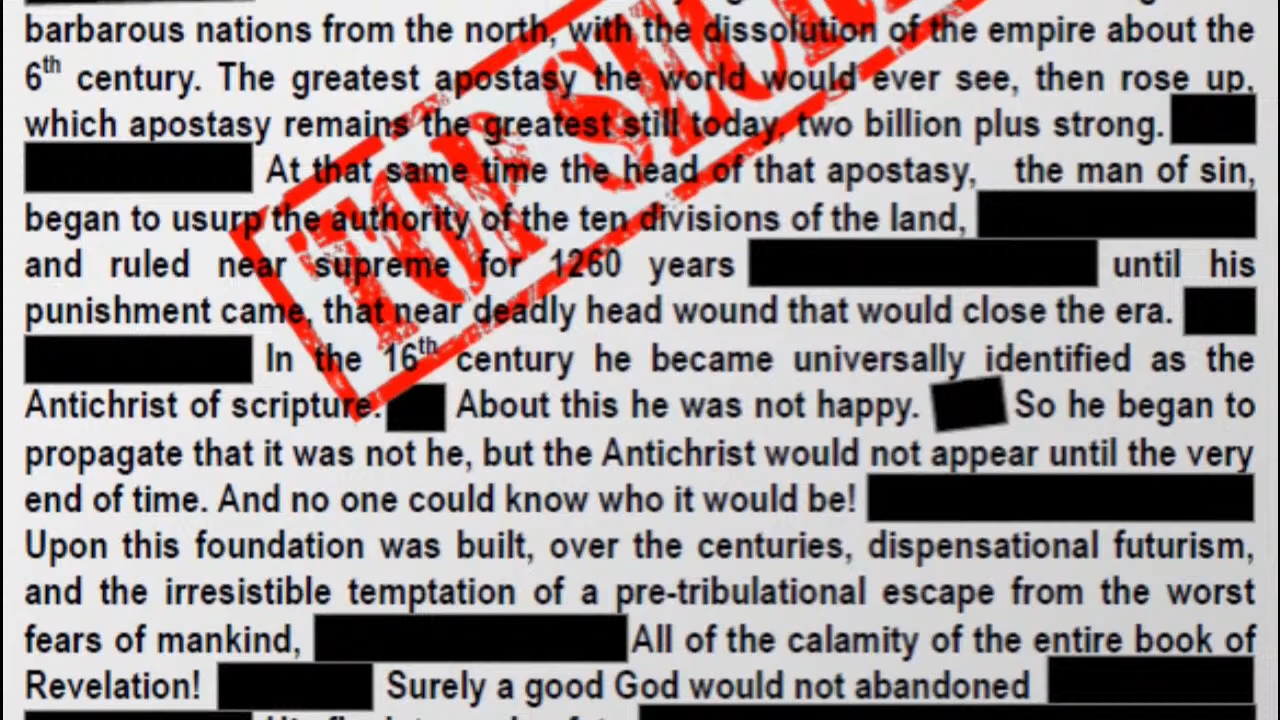 barbarous nations from the north, with the dissolution of the empire about the
6th century. The greatest apostasy the world would ever see, then rose up,
which apostasy remains the greatest still today, two billion plus strong.
At that same time the head of that apostasy, the man of sin,
began to usurp the authority of the ten divisions of the land,
and ruled near supreme for 1260 years until his
punishment came, that near deadly head wound that would close the era.
In the 16th century he became universally identified as the
Antichrist of scripture. About this he was not happy. So he began to
propagate that it was not he, but the Antichrist would not appear until the very
end of time. And no one could know who it would be!
Upon this foundation was built, over the centuries, dispensational futurism,
and the irresistible temptation of a pre-tribulational escape from the worst
fears of mankind, All of the calamity of the entire book of
Revelation! Surely a good God would not abandoned
TOP